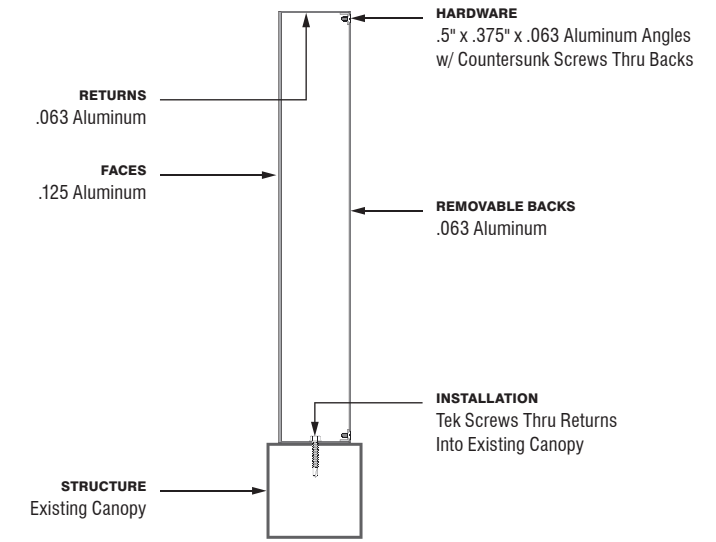 HARDWARE
.5" x .375" x .063 Aluminum Angles
w/ Countersunk Screws Thru Backs
RETURNS
.063 Aluminum
FACES
.125 Aluminum
REMOVABLE BACKS
.063 Aluminum
INSTALLATION
Tek Screws Thru Returns
Into Existing Canopy
STRUCTURE
Existing Canopy